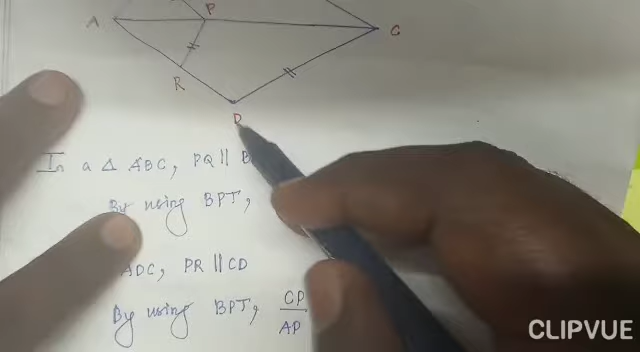 A
P
C
R
D
In a Δ ABC, PQ ||
By using BPT,
ADC, PR || CD
By using BPT, CP/AP
CLIPVUE